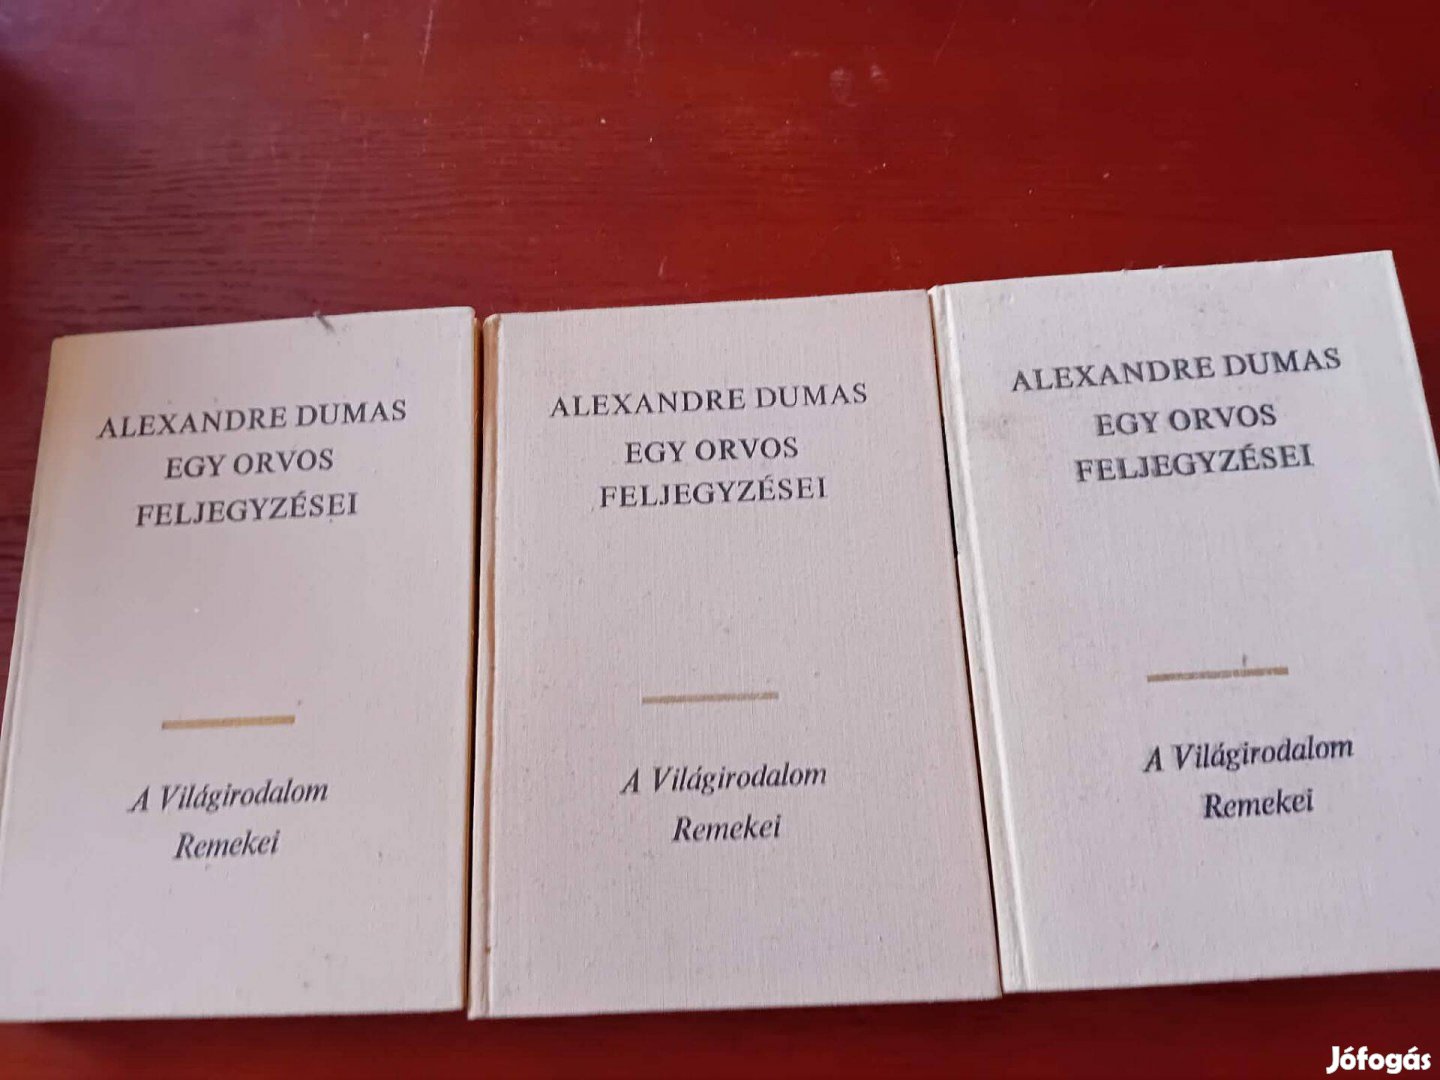 ALEXANDRE DUMAS
EGY ORVOS
FELJEGYZÉSEI
A Világirodalom
Remekei
ALEXANDRE DUMAS
EGY ORVOS
FELJEGYZÉSEI
A Világirodalom
Remekei
ALEXANDRE DUMAS
EGY ORVOS
FELJEGYZÉSEI
A Világirodalom
Remekei
Jófogás